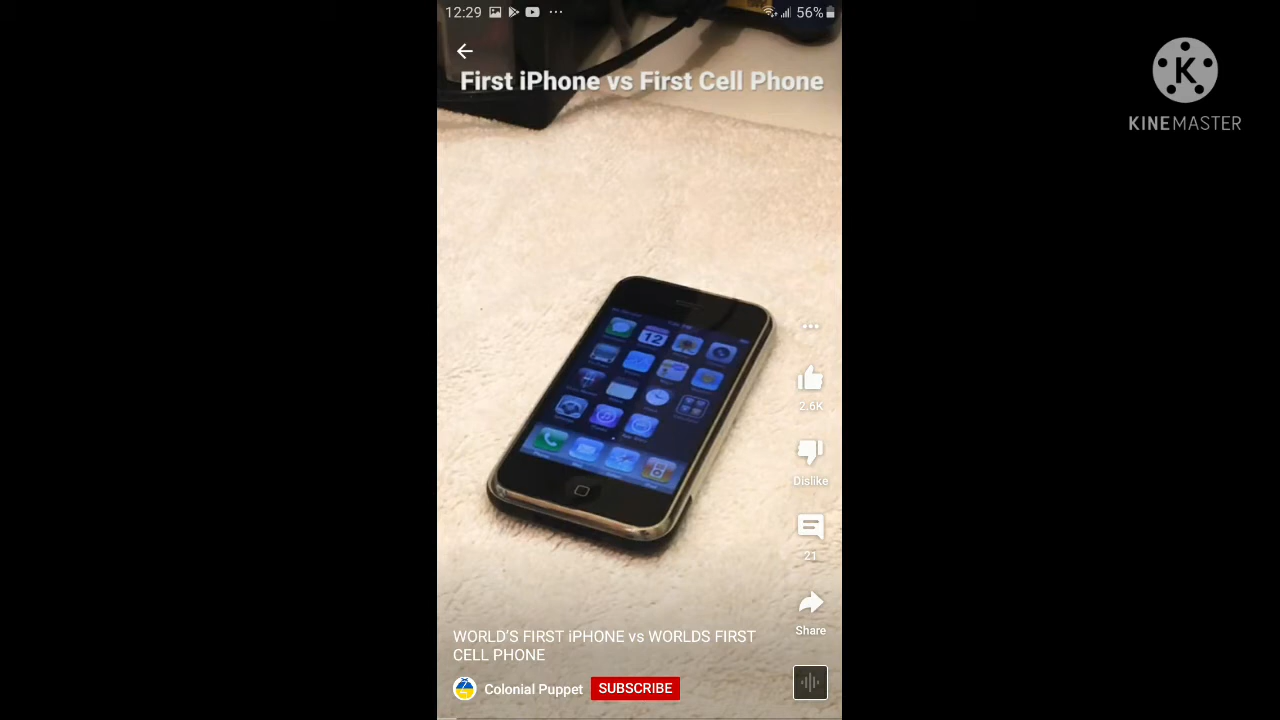 12:29
56%
First iPhone vs First Cell Phone
K
KINEMASTER
12
2.6K
Dislike
21
Share
WORLD'S FIRST iPHONE vs WORLDS FIRST
CELL PHONE
Colonial Puppet
SUBSCRIBE